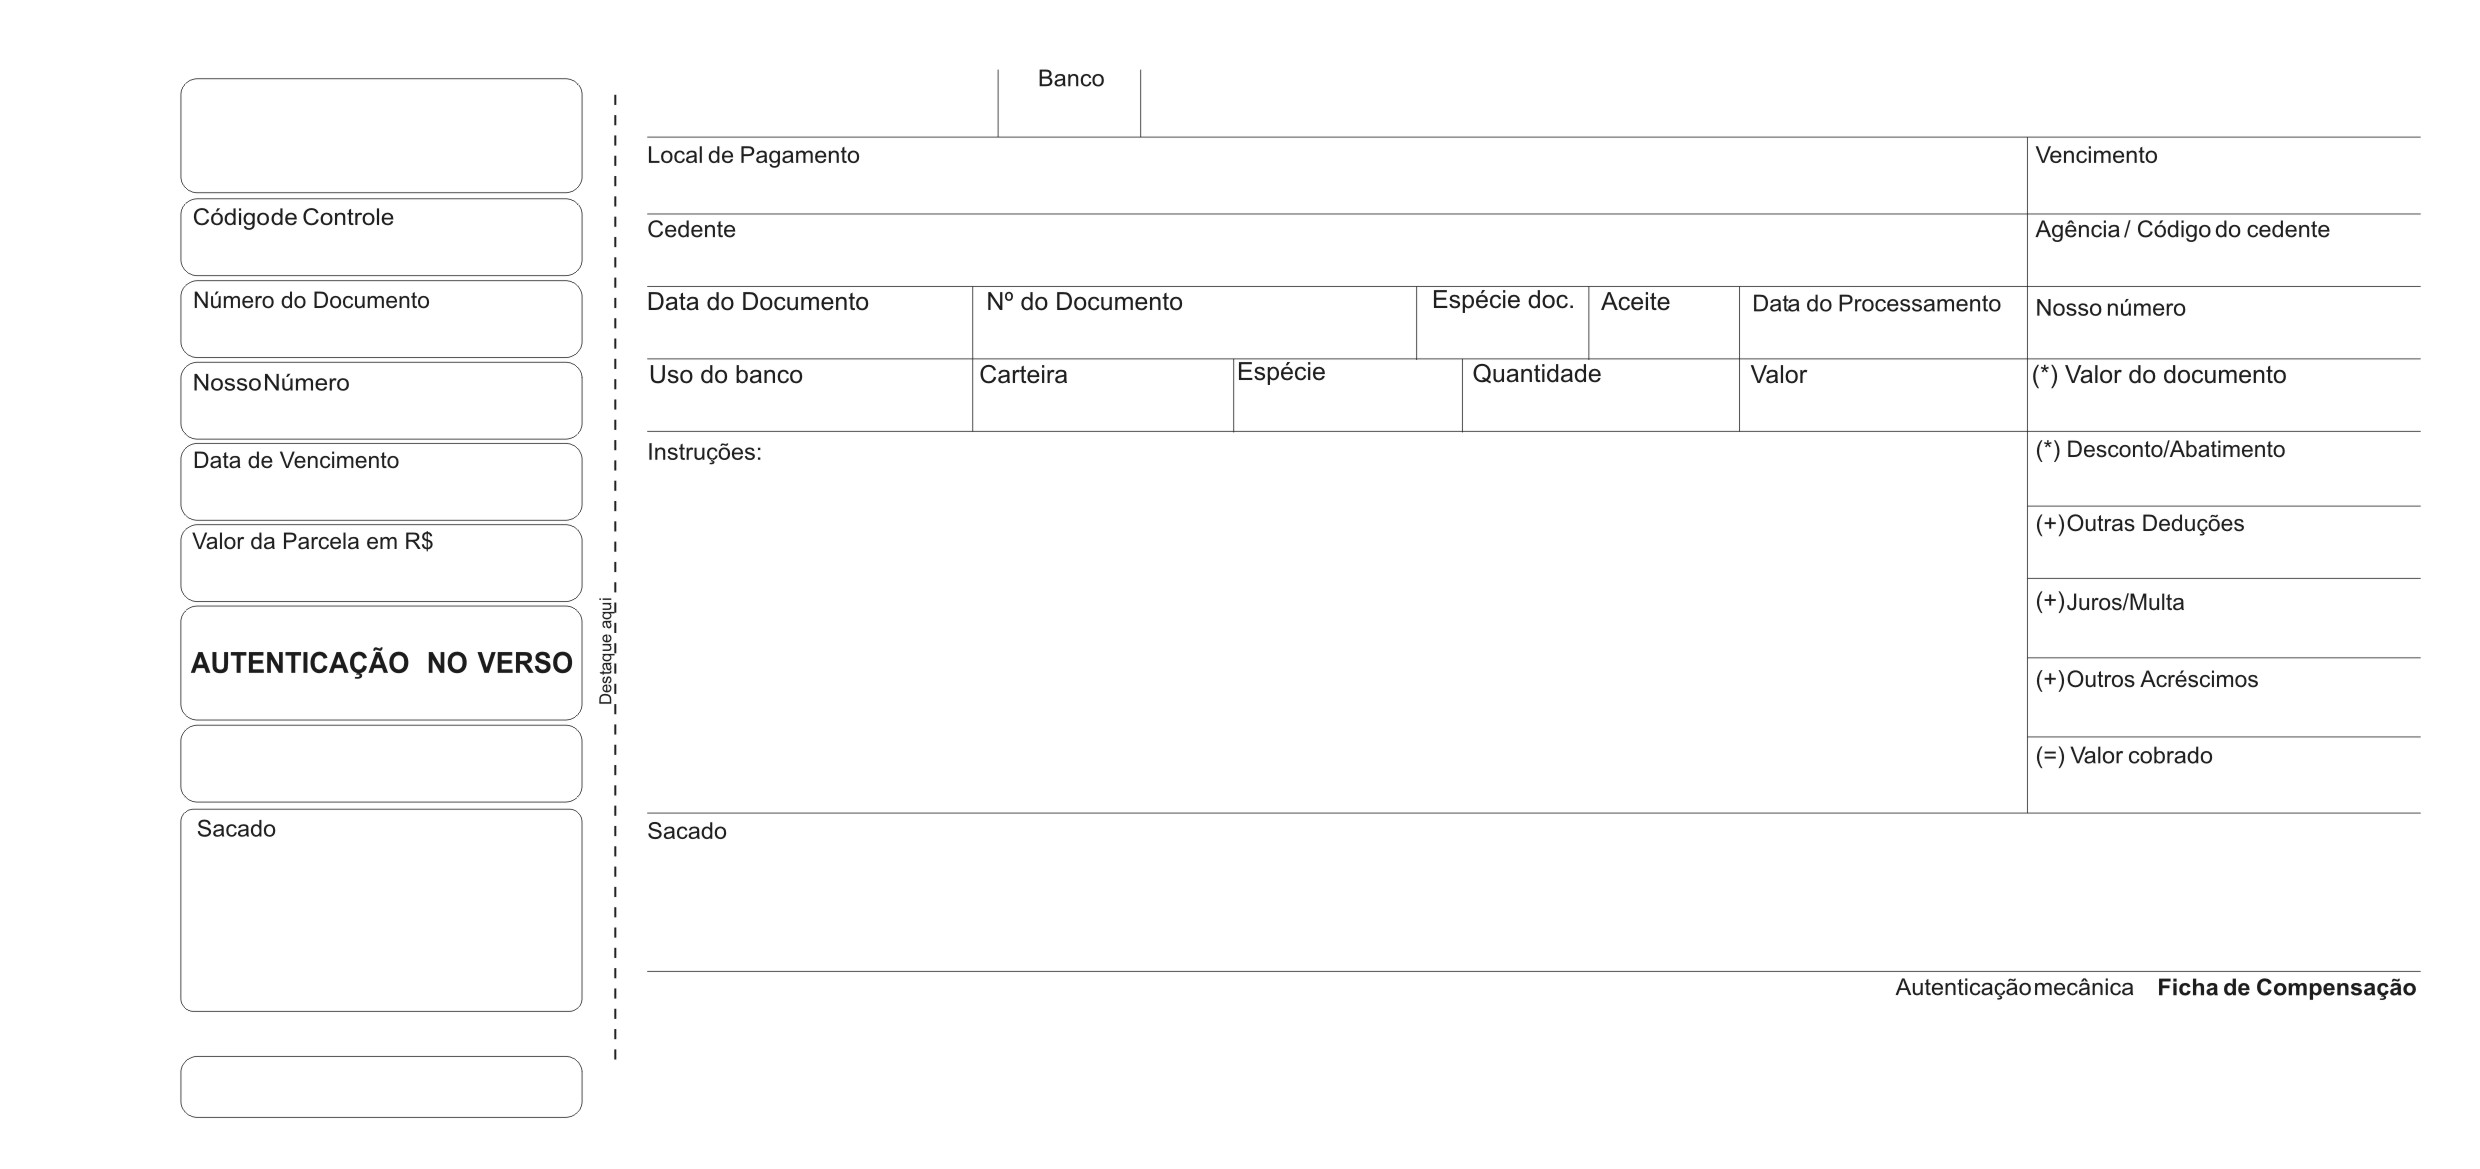 Códigode Controle
Número do Documento
NossoNúmero
Data de Vencimento
Valor da Parcela em R$
AUTENTICAÇÃO NO VERSO
Sacado
Destaque aqui
Banco
Local de Pagamento
Vencimento
Cedente
Agência / Código do cedente
Data do Documento
Nº do Documento
Espécie doc.
Aceite
Data do Processamento
Nosso número
Uso do banco
Carteira
Espécie
Quantidade
Valor
(*) Valor do documento
Instruções:
(*) Desconto/Abatimento
(+)Outras Deduções
(+)Juros/Multa
(+)Outros Acréscimos
(=) Valor cobrado
Sacado
Autenticação mecânica Ficha de Compensação